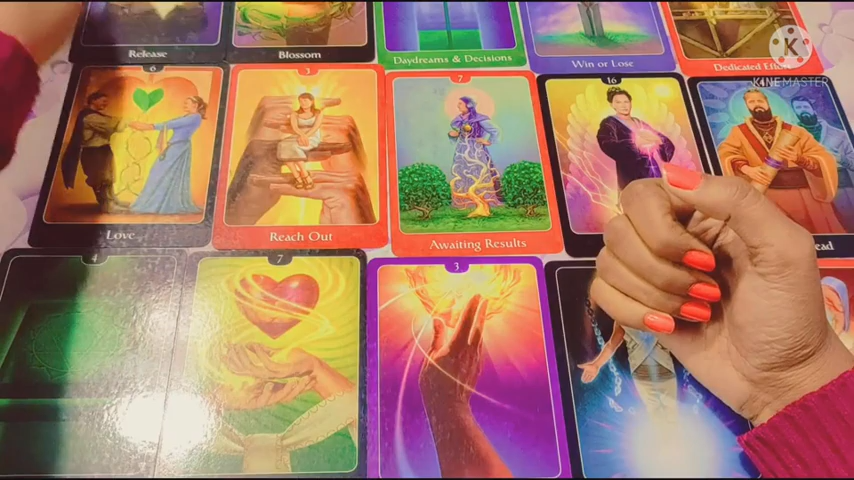 Release
Blossom
Daydreams & Decisions
Win or Lose
Dedicated Effort
K
KINEMASTER
6
3
7
16
Love
Reach Out
Awaiting Results
4
7
3